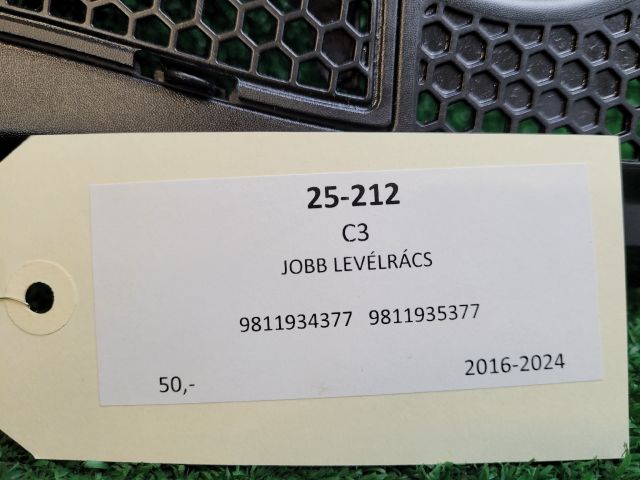 25-212
C3
JOBB LEVÉLRÁCS
9811934377 9811935377
50,- 2016-2024